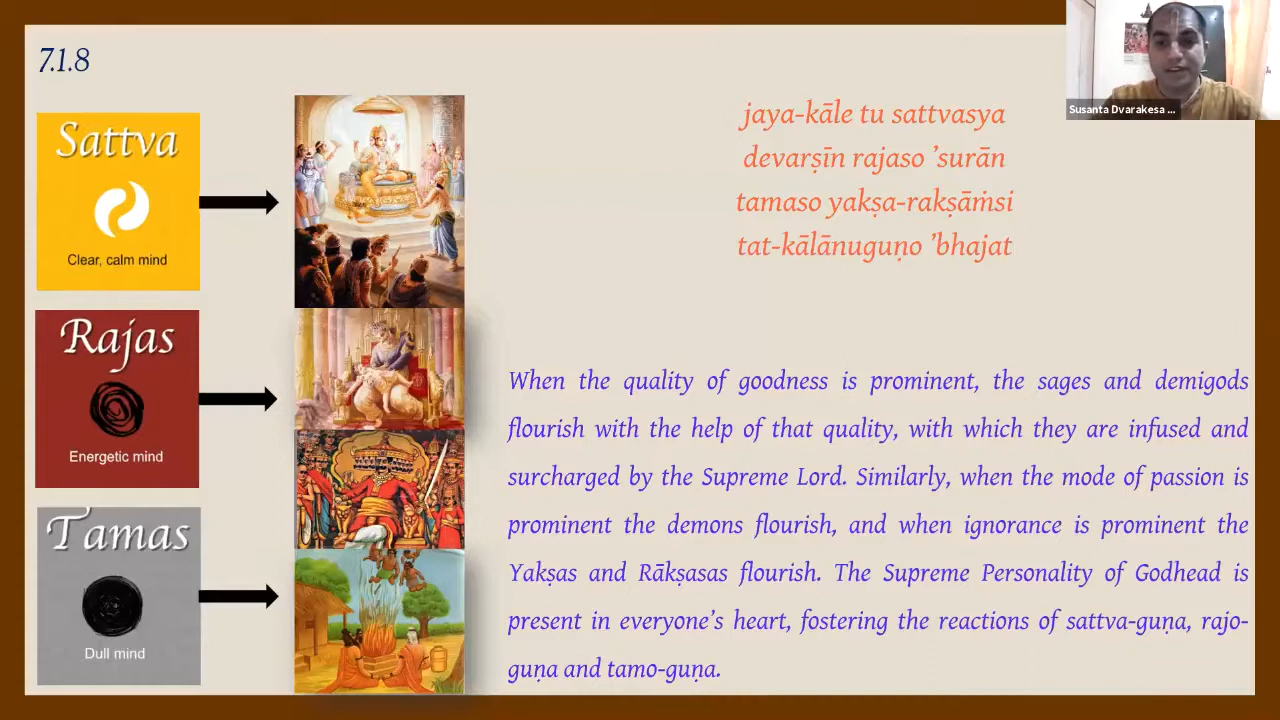 7.1.8
Sattva
Clear, calm mind
Rajas
Energetic mind
Tamas
Dull mind
jaya-kāle tu sattvasya
devarṣīn rajaso ’surān
tamaso yakṣa-rakṣāṁsi
tat-kālānuguṇo ’bhajat
When the quality of goodness is prominent, the sages and demigods
flourish with the help of that quality, with which they are infused and
surcharged by the Supreme Lord. Similarly, when the mode of passion is
prominent the demons flourish, and when ignorance is prominent the
Yakṣas and Rākṣasas flourish. The Supreme Personality of Godhead is
present in everyone’s heart, fostering the reactions of sattva-guṇa, rajo-
guṇa and tamo-guṇa.
Susanta Dvarakesa ...